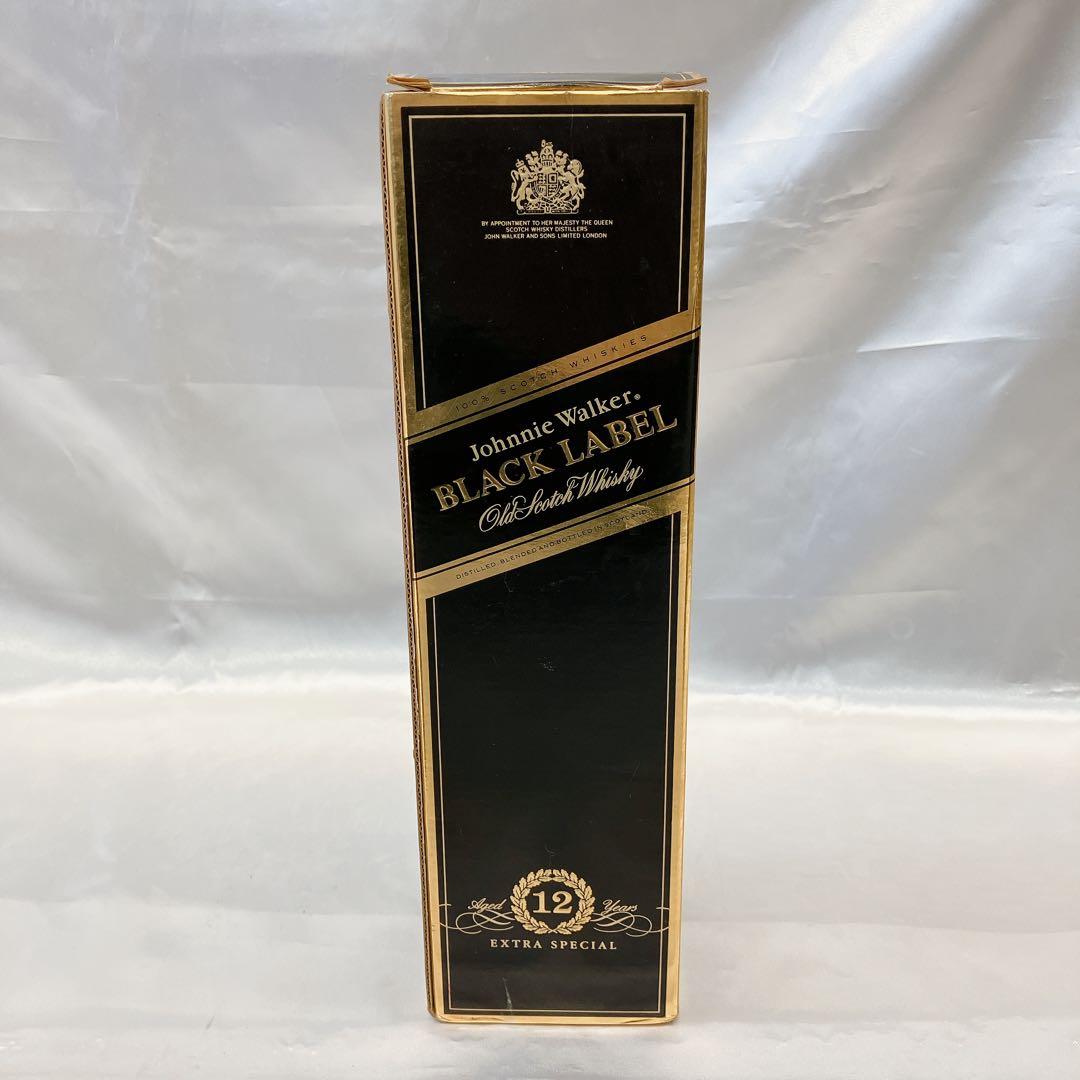 BY APPOINTMENT TO HER MAJESTY THE QUEEN
SCOTCH WHISKY DISTILLERS
JOHN WALKER AND SONS LIMITED LONDON
100% SCOTCH WHISKIES
Johnnie Walker®
BLACK LABEL
Old Scotch Whisky
DISTILLED, BLENDED AND BOTTLED IN SCOTLAND
Aged 12 Years
EXTRA SPECIAL